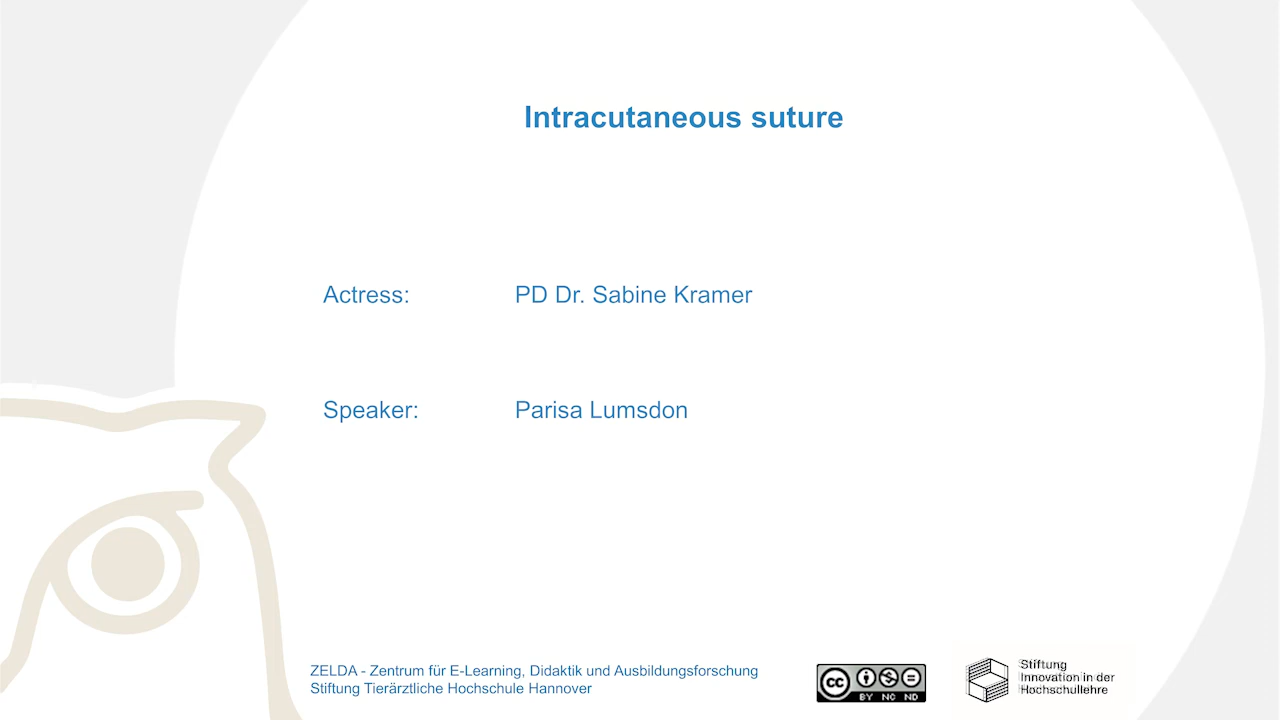 Intracutaneous suture
Actress: PD Dr. Sabine Kramer
Speaker: Parisa Lumsdon
ZELDA - Zentrum für E-Learning, Didaktik und Ausbildungsforschung
Stiftung Tierärztliche Hochschule Hannover
cc
BY NC ND
Stiftung
Innovation in der
Hochschullehre